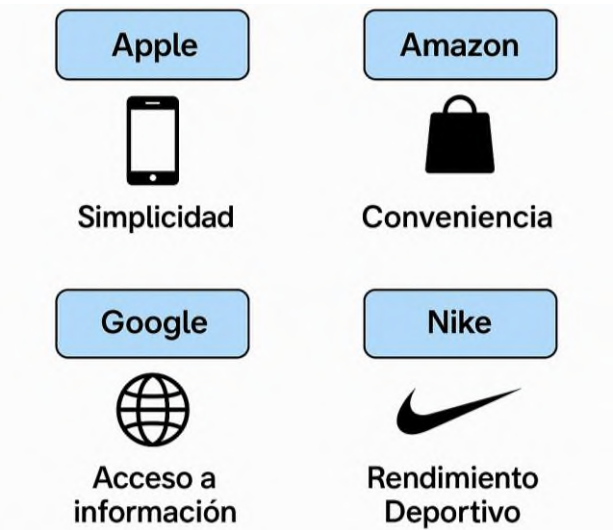 Apple
Amazon
Simplicidad
Conveniencia
Google
Nike
Acceso a
información
Rendimiento
Deportivo